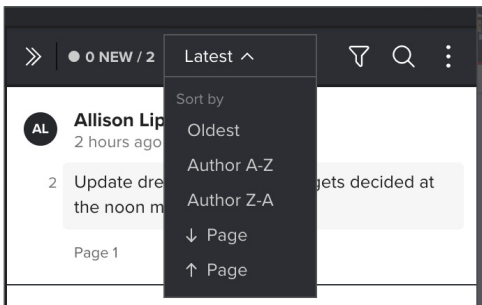 0 NEW / 2
Latest
Sort by
Oldest
Author A-Z
Author Z-A
↓ Page
↑ Page
AL
Allison Lip
2 hours ago
2
Update dre gets decided at
the noon m
Page 1